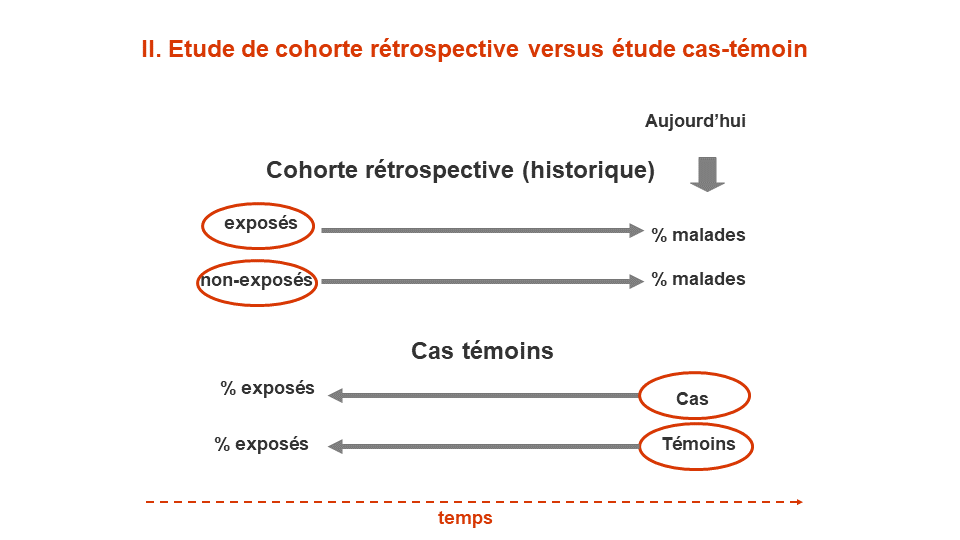 II. Etude de cohorte rétrospective versus étude cas-témoin
Aujourd’hui
Cohorte rétrospective (historique)
exposés
% malades
non-exposés
% malades
Cas témoins
% exposés
Cas
% exposés
Témoins
temps